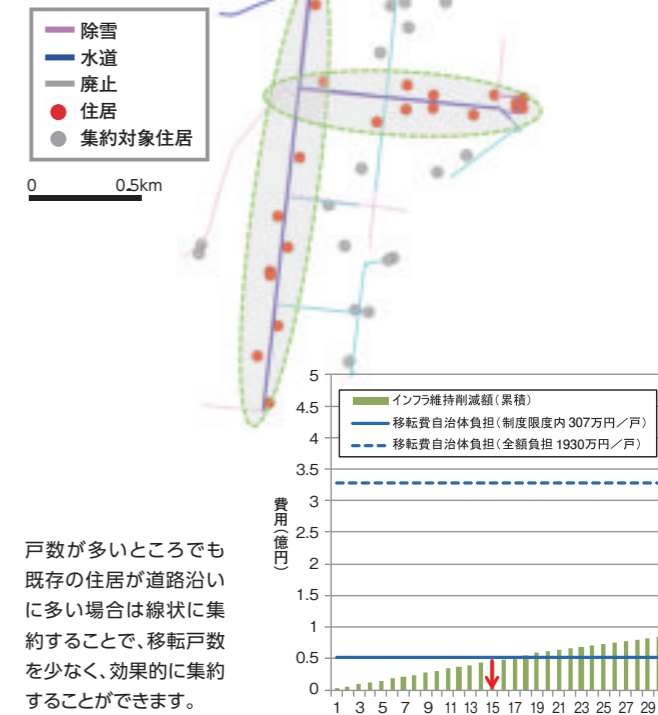 除雪
水道
廃止
住居
集約対象住居
0 0.5km
戸数が多いところでも
既存の住居が道路沿い
に多い場合は線状に集
約することで、移転戸数
を少なく、効果的に集約
することができます。
費用(億円)
5
4.5
4
3.5
3
2.5
2
1.5
1
0.5
0
インフラ維持削減額(累積)
移転費自治体負担(制度限度内 307万円/戸)
移転費自治体負担(全額負担 1930万円/戸)
1 3 5 7 9 11 13 15 17 19 21 23 25 27 29